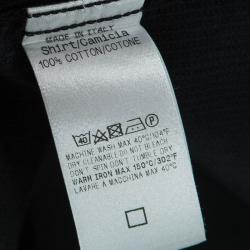 MADE IN ITALY
Shirt/Camicia
100% COTTON/COTONE
40 P
MACHINE WASH MAX 40°C/104°F
DRY CLEANABLE DO NOT BLEACH
DON'T SPIN DON'T TUMBLE DRY
WARM IRON MAX 150°C/302°F
LAVARE A MACCHINA MAX 40°C